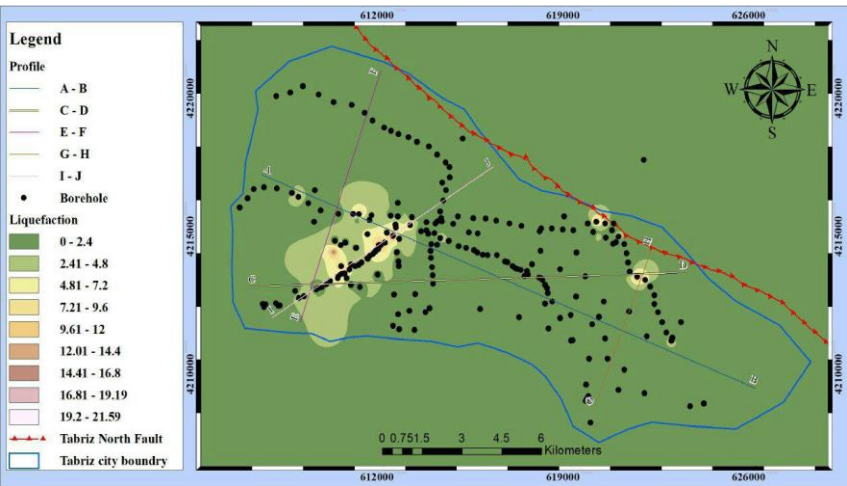 612000 619000 626000
Legend
Profile
A - B
C - D
E - F
G - H
I - J
Borehole
Liquefaction
0 - 2.4
2.41 - 4.8
4.81 - 7.2
7.21 - 9.6
9.61 - 12
12.01 - 14.4
14.41 - 16.8
16.81 - 19.19
19.2 - 21.59
Tabriz North Fault
Tabriz city boundry
N
W E
S
4220000 4220000
4215000 4215000
4210000 4210000
F
A
J
H
C
D
I
E
B
G
0 0.75 1.5 3 4.5 6
Kilometers
612000 619000 626000